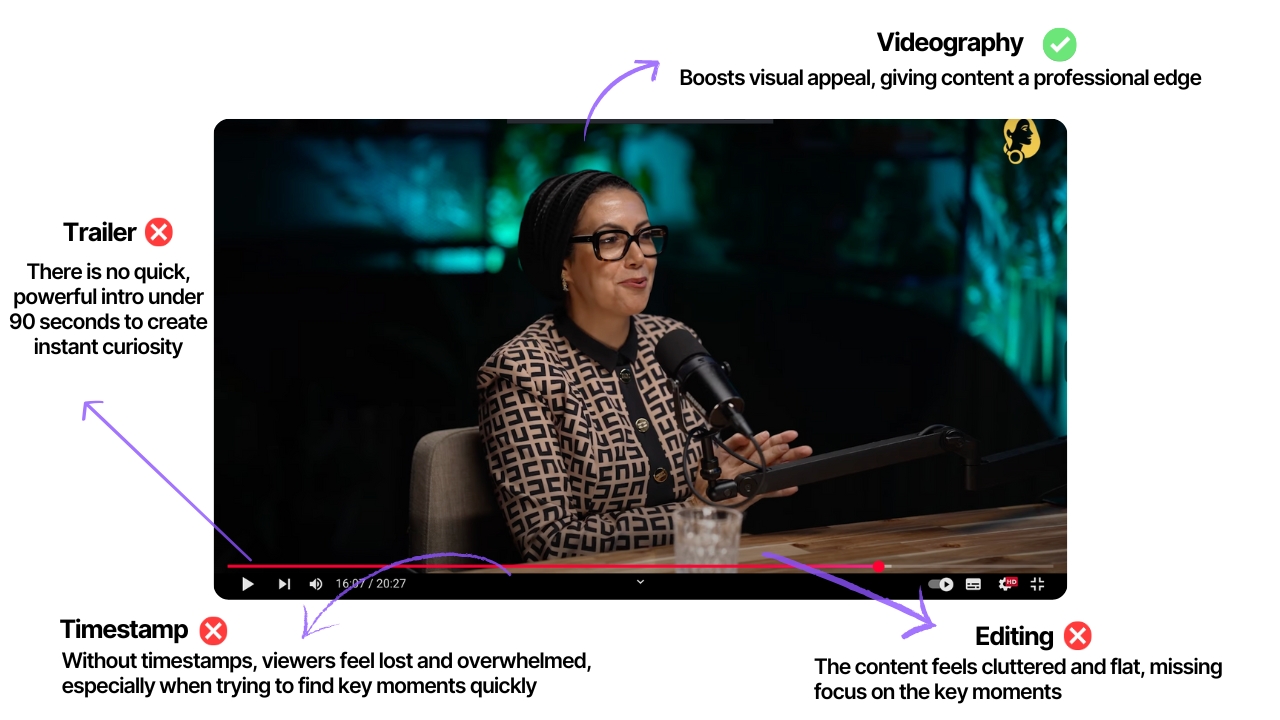 Videography
Boosts visual appeal, giving content a professional edge
Trailer
There is no quick,
powerful intro under
90 seconds to create
instant curiosity
16:07 / 20:27
HD
Timestamp
Without timestamps, viewers feel lost and overwhelmed,
especially when trying to find key moments quickly
Editing
The content feels cluttered and flat, missing
focus on the key moments